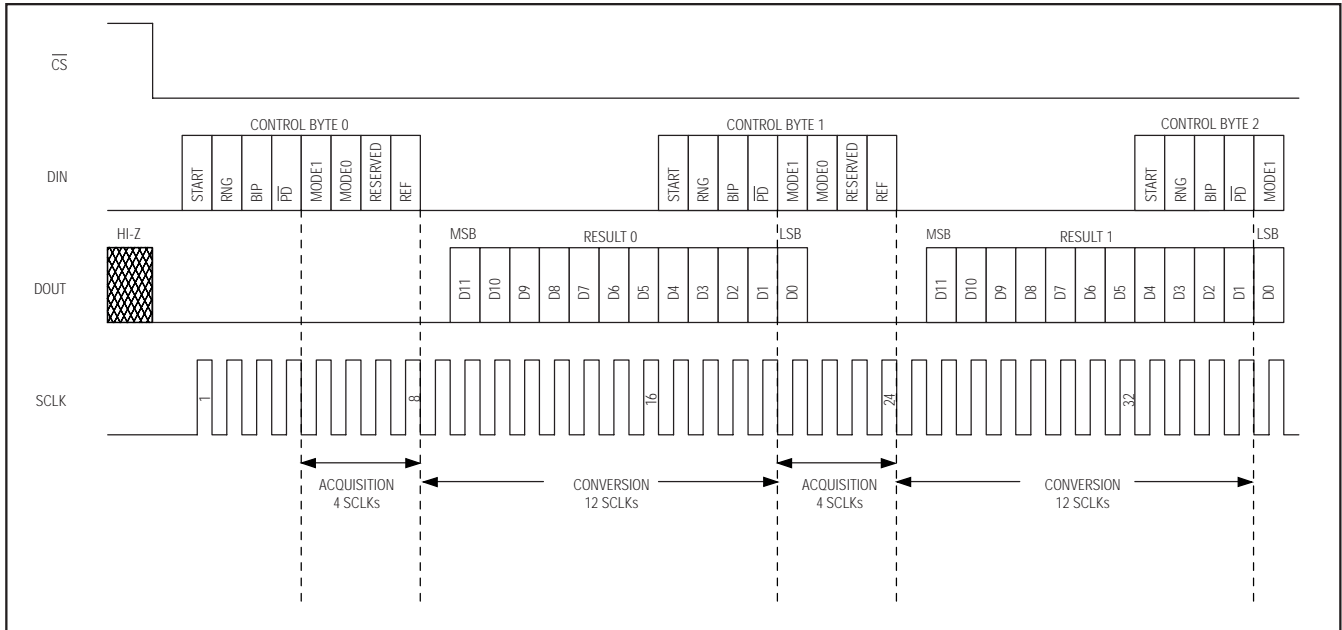 CS
CONTROL BYTE 0
CONTROL BYTE 1
CONTROL BYTE 2
DIN
START
RNG
BIP
PD
MODE1
MODE0
RESERVED
REF
START
RNG
BIP
PD
MODE1
MODE0
RESERVED
REF
START
RNG
BIP
PD
MODE1
HI-Z
MSB
RESULT 0
LSB
MSB
RESULT 1
LSB
DOUT
D11
D10
D9
D8
D7
D6
D5
D4
D3
D2
D1
D0
D11
D10
D9
D8
D7
D6
D5
D4
D3
D2
D1
D0
SCLK
1
8
16
24
32
ACQUISITION
4 SCLKs
CONVERSION
12 SCLKs
ACQUISITION
4 SCLKs
CONVERSION
12 SCLKs